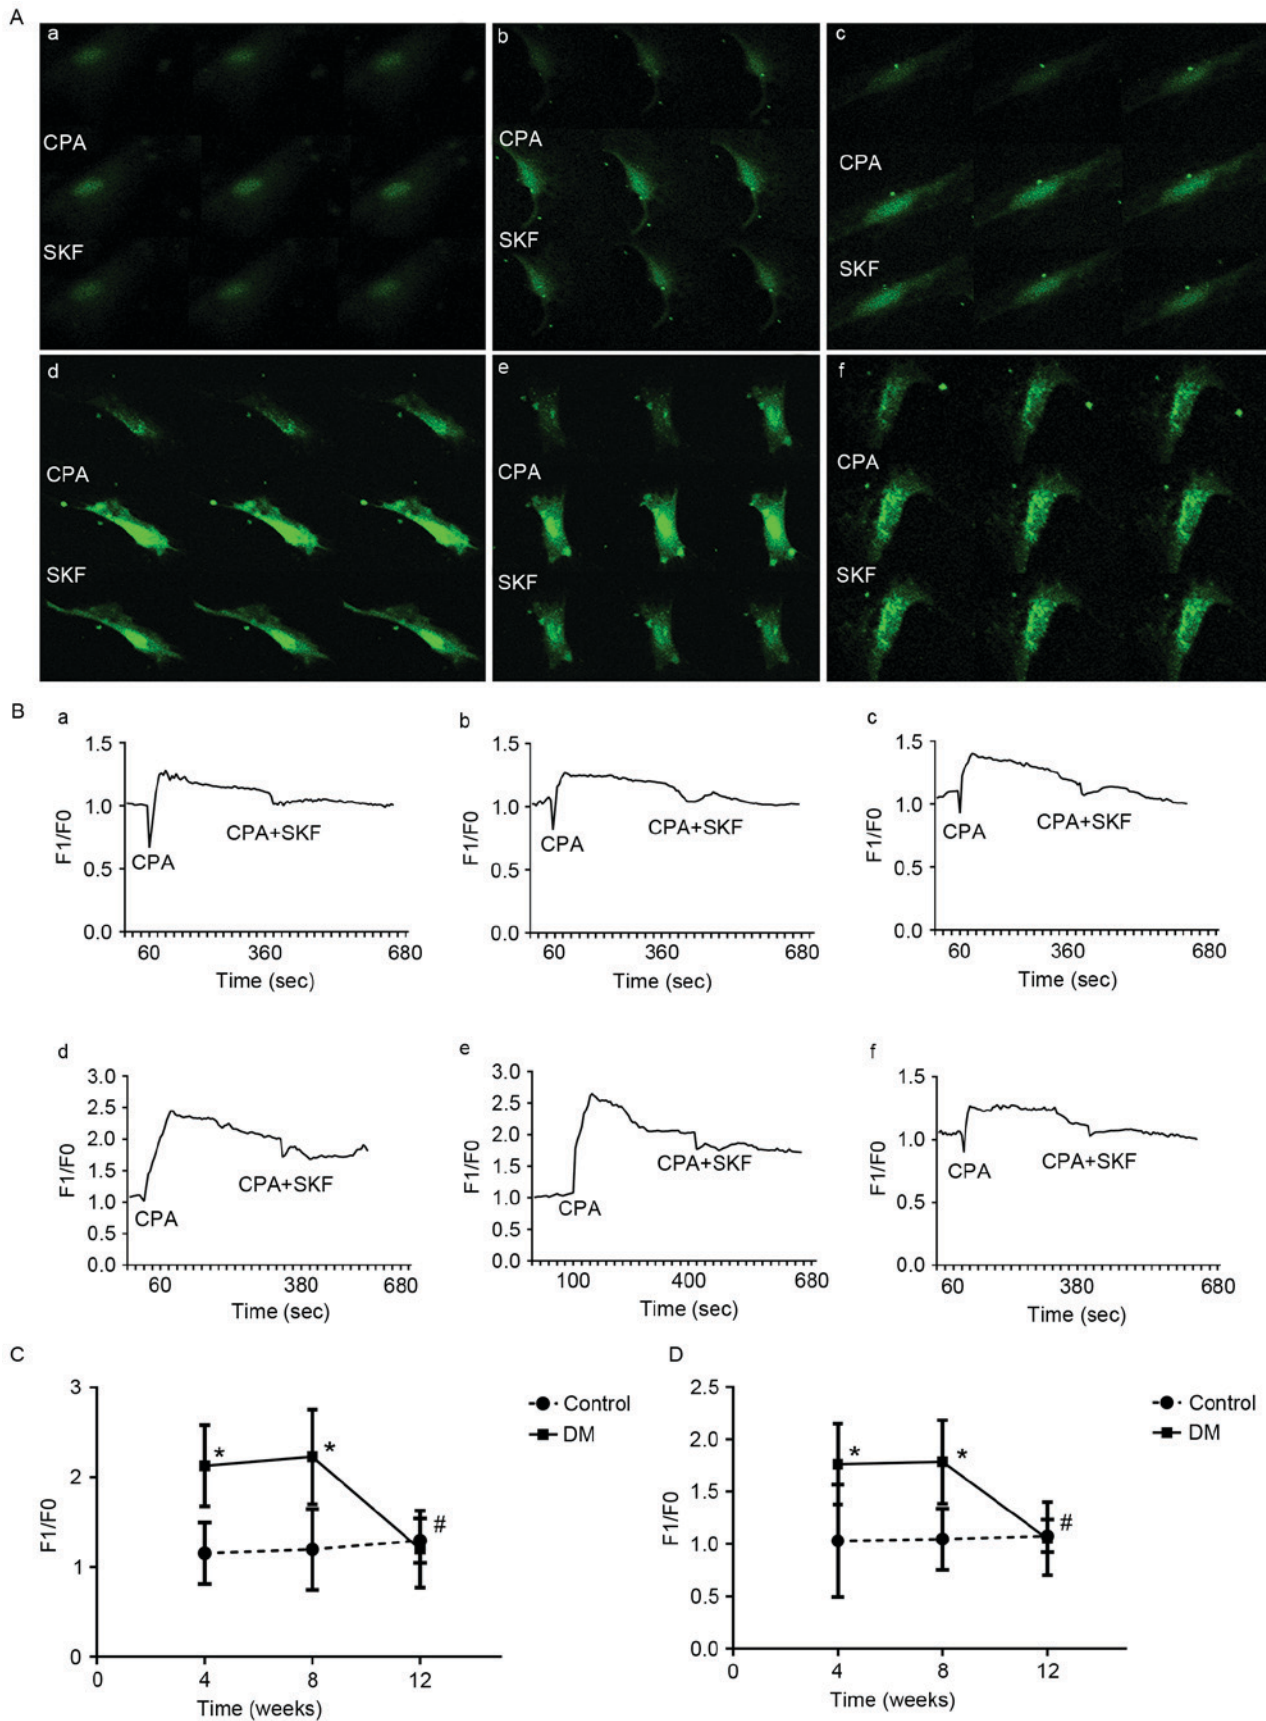 A
a
b
c
CPA
CPA
CPA
SKF
SKF
SKF
d
e
f
CPA
CPA
CPA
SKF
SKF
SKF
B
a
1.5
1.0
0.5
0.0
F1/F0
CPA
CPA+SKF
60
360
680
Time (sec)
b
1.5
1.0
0.5
0.0
F1/F0
CPA
CPA+SKF
60
360
680
Time (sec)
c
1.5
1.0
0.5
0.0
F1/F0
CPA
CPA+SKF
60
360
680
Time (sec)
d
3.0
2.5
2.0
1.5
1.0
0.5
0.0
F1/F0
CPA
CPA+SKF
60
380
680
Time (sec)
e
3.0
2.5
2.0
1.5
1.0
0.5
0.0
F1/F0
CPA
CPA+SKF
100
400
680
Time (sec)
f
1.5
1.0
0.5
0.0
F1/F0
CPA
CPA+SKF
60
380
680
Time (sec)
C
3
2
1
0
F1/F0
*
*
#
Control
DM
0
4
8
12
Time (weeks)
D
2.5
2.0
1.5
1.0
0.5
0.0
F1/F0
*
*
#
Control
DM
0
4
8
12
Time (weeks)